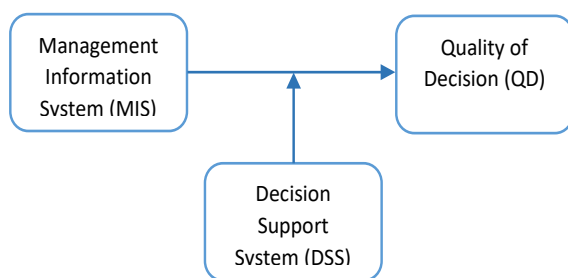 Management
Information
System (MIS)
Quality of
Decision (QD)
Decision
Support
System (DSS)